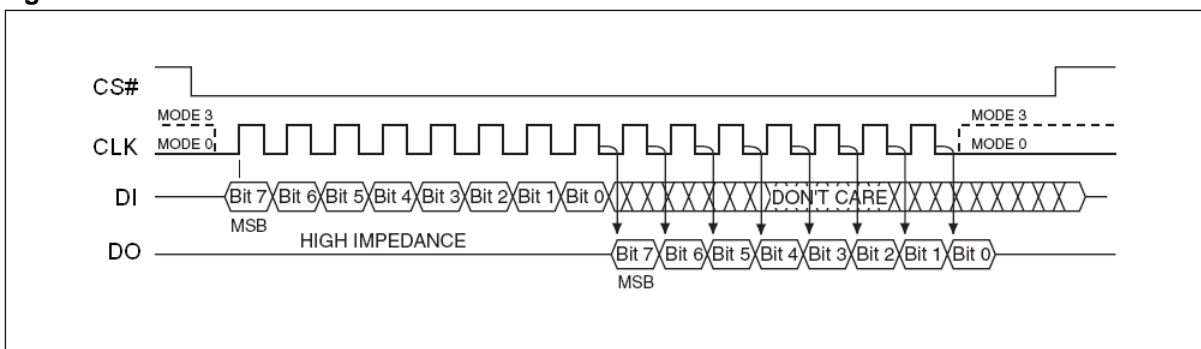 CS#
MODE 3 MODE 3
CLK MODE 0 MODE 0
DI Bit 7 Bit 6 Bit 5 Bit 4 Bit 3 Bit 2 Bit 1 Bit 0 DON'T CARE
MSB
HIGH IMPEDANCE
DO Bit 7 Bit 6 Bit 5 Bit 4 Bit 3 Bit 2 Bit 1 Bit 0
MSB